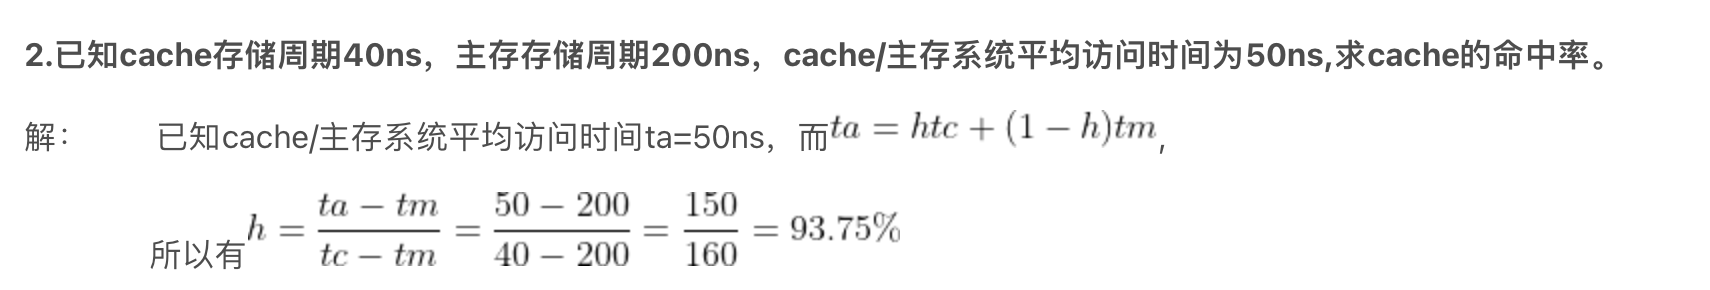 2.已知cache存储周期40ns，主存存储周期200ns，cache/主存系统平均访问时间为50ns,求cache的命中率。
解： 已知cache/主存系统平均访问时间ta=50ns，而ta = htc + (1 − h)tm,
所以有h = \frac{ta − tm}{tc − tm} = \frac{50 − 200}{40 − 200} = \frac{150}{160} = 93.75%